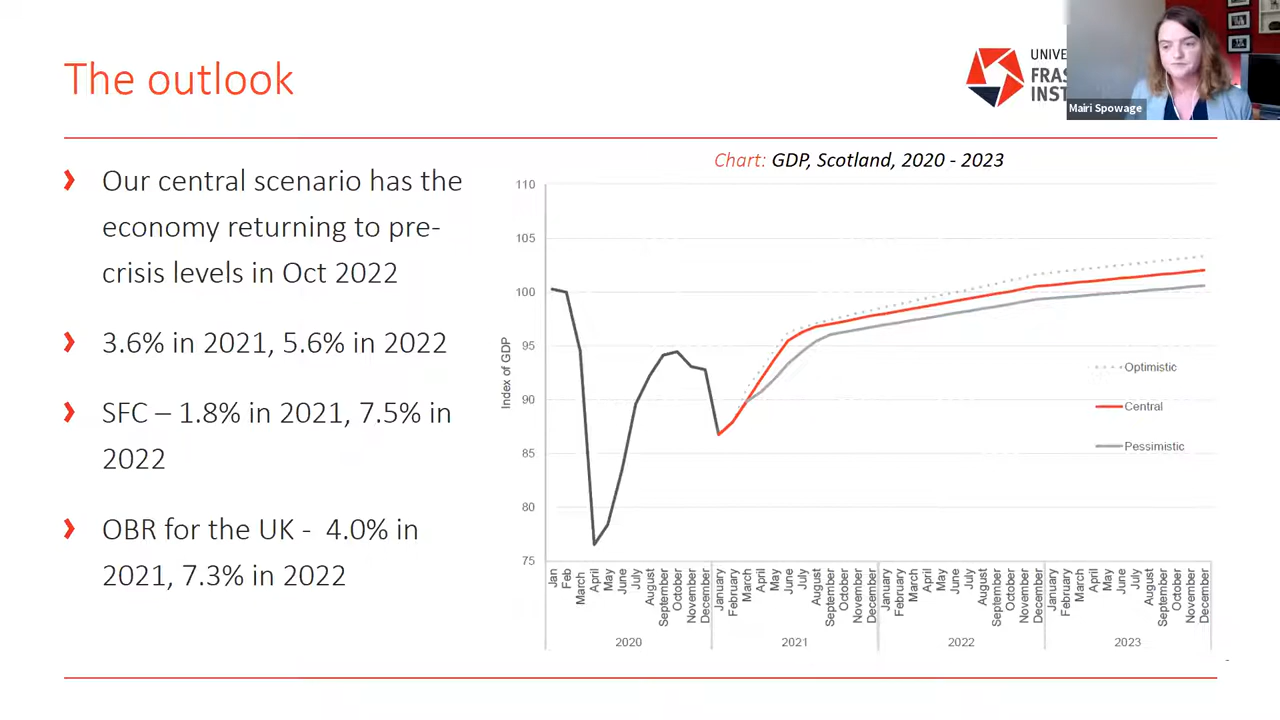 The outlook
UNIVE
FRAS
INST
Mairi Spowage
Our central scenario has the
economy returning to pre-
crisis levels in Oct 2022
3.6% in 2021, 5.6% in 2022
SFC – 1.8% in 2021, 7.5% in
2022
OBR for the UK - 4.0% in
2021, 7.3% in 2022
Chart: GDP, Scotland, 2020 - 2023
Index of GDP
110
105
100
95
90
85
80
75
Optimistic
Central
Pessimistic
Jan
Feb
March
April
May
June
July
August
September
October
November
December
January
February
March
April
May
June
July
August
September
October
November
December
January
February
March
April
May
June
July
August
September
October
November
December
January
February
March
April
May
June
July
August
September
October
November
December
2020
2021
2022
2023